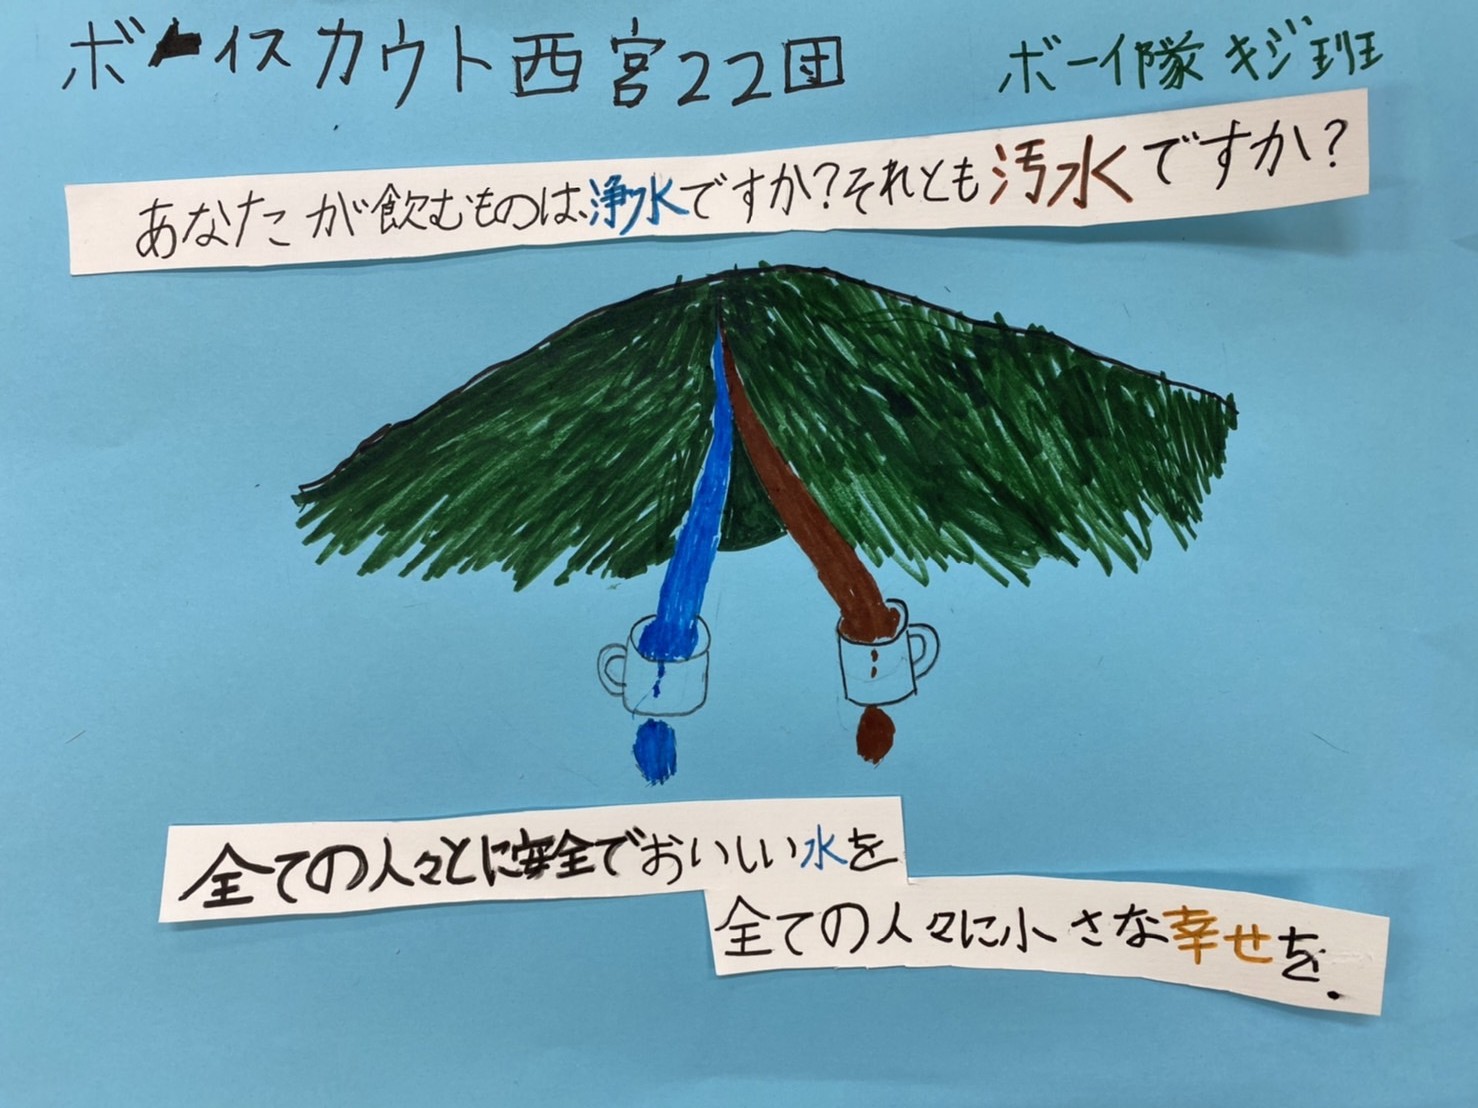 ボーイスカウト西宮22団
ボーイ隊 キジ班
あなたが飲むものは、浄水ですか?それとも汚水ですか?
全ての人々とに安全でおいしい水を
全ての人々に小さな幸せを.